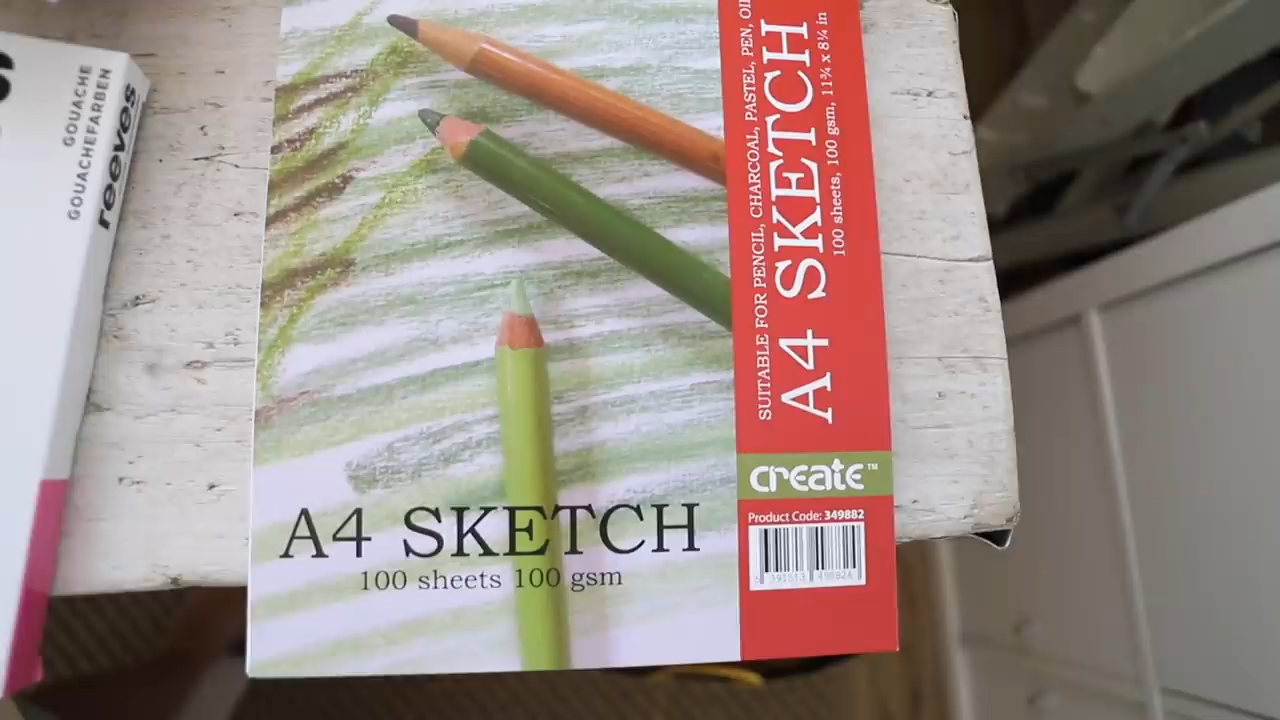 GOUACHE
GOUACHEFARBEN
reeves
A4 SKETCH
100 sheets 100 gsm
SUITABLE FOR PENCIL, CHARCOAL, PASTEL, PEN,
A4 SKETCH
100 sheets, 100 gsm, 11¾ x 8¼ in
create™
Product Code: 349882